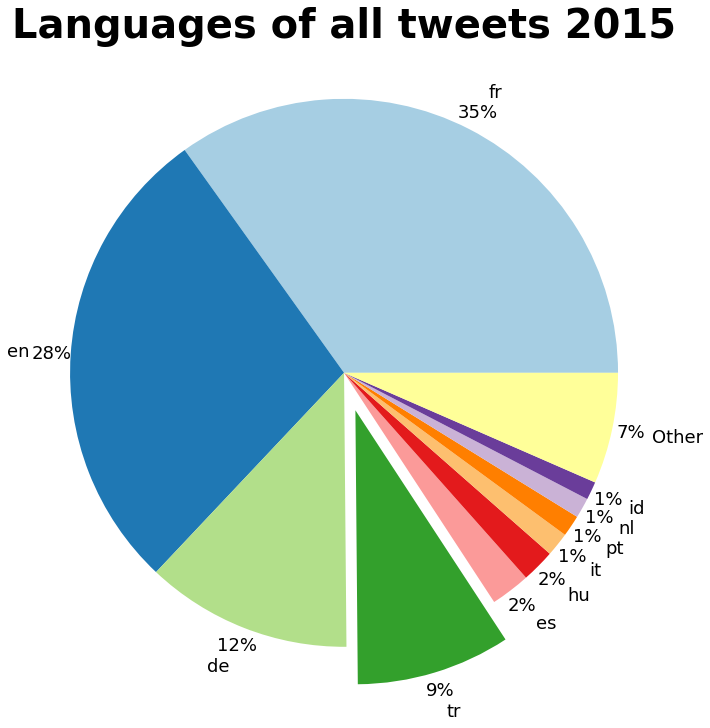 Languages of all tweets 2015
fr
35%
en 28%
12%
de
9%
tr
2%
es
2%
hu
1%
it
1%
pt
1%
nl
1%
id
7% Other